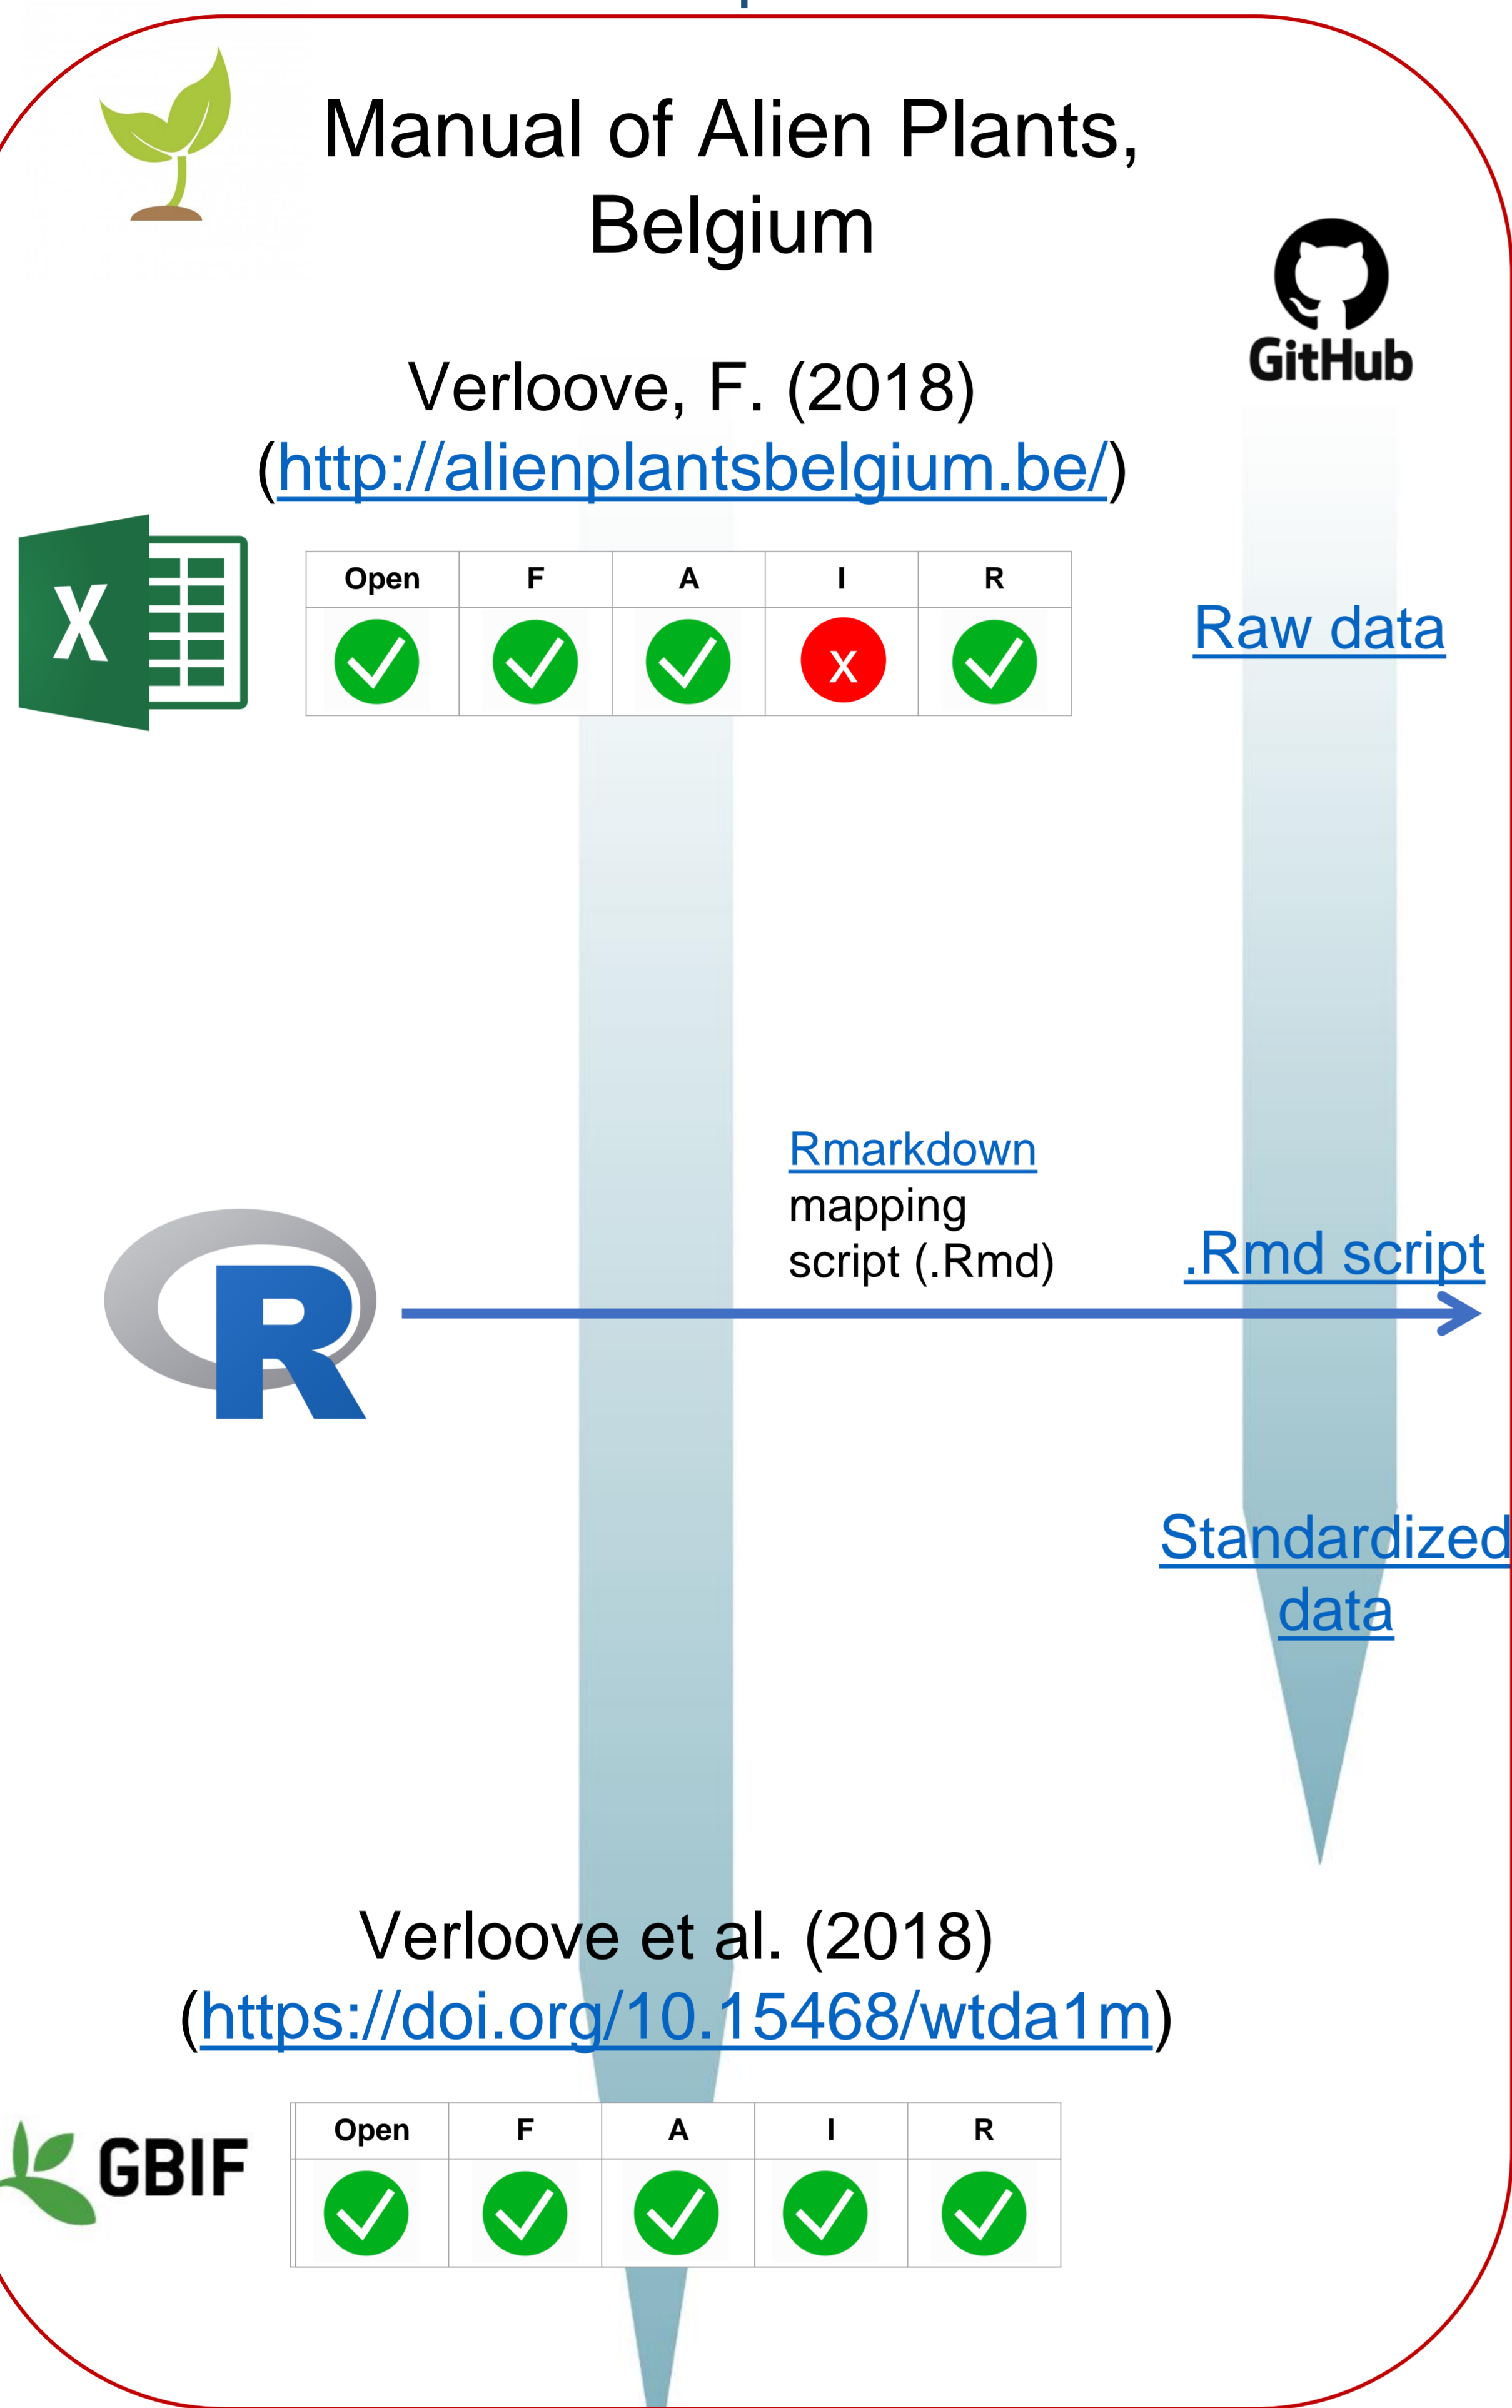 Manual of Alien Plants,
Belgium
GitHub
Verloove, F. (2018)
(http://alienplantsbelgium.be/)
X
Open F A I R
X
Raw data
Rmarkdown
mapping
script (.Rmd)
.Rmd script
R
Standardized
data
Verloove et al. (2018)
(https://doi.org/10.15468/wtda1m)
GBIF
Open F A I R